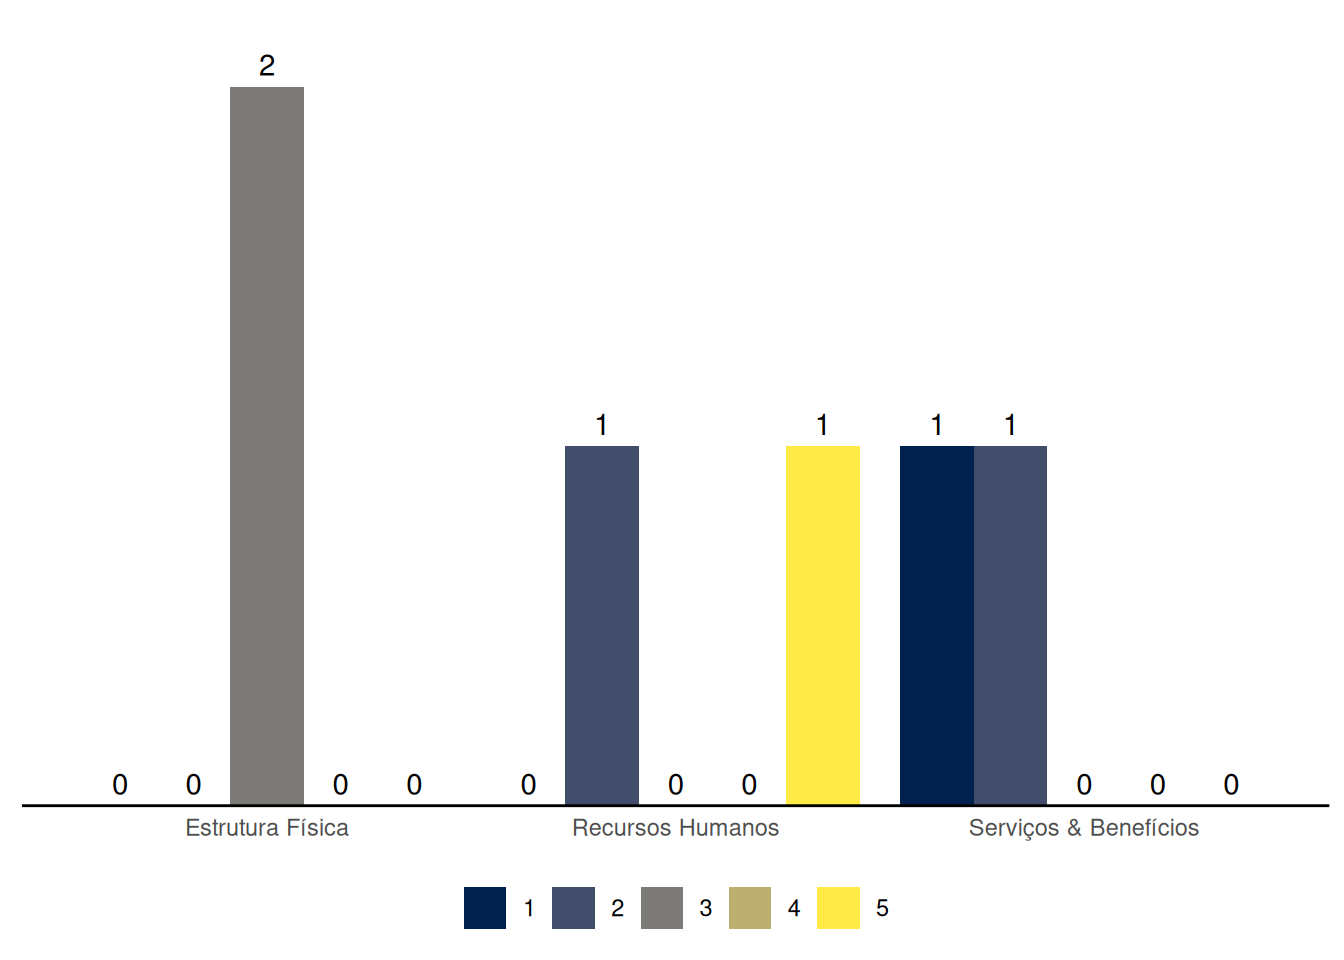 2
1 1 1 1
0 0 0 0 0 0 0 0 0 0
Estrutura Física Recursos Humanos Serviços & Benefícios
1 2 3 4 5